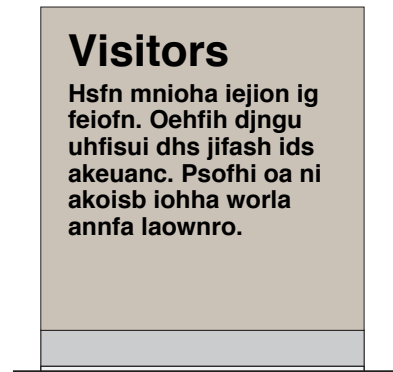 Visitors
Hsfn mnioha iejion ig
feiofn. Oehfih djngu
uhfisui dhs jifash ids
akeuanc. Psofhi oa ni
akoisb iohha worla
annfa laownro.